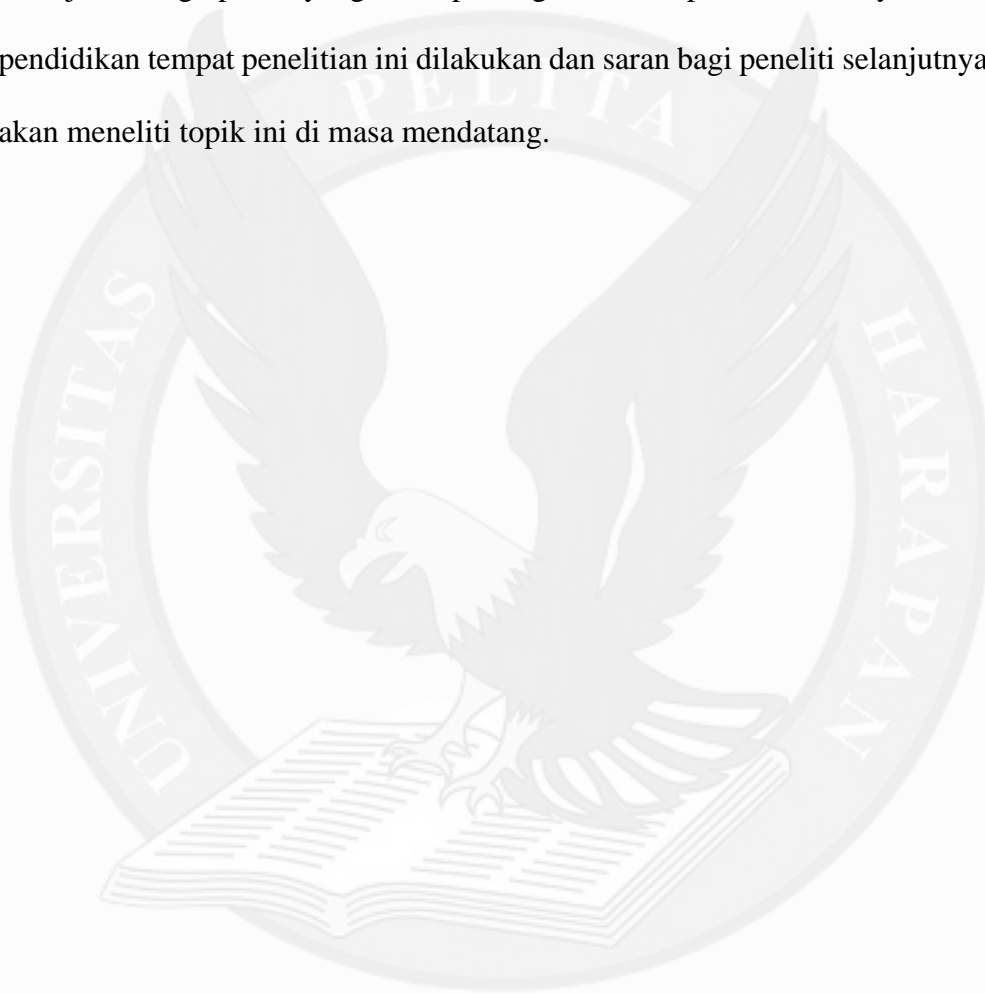 pendidikan tempat penelitian ini dilakukan dan saran bagi peneliti selanjutnya
akan meneliti topik ini di masa mendatang.
UNIVERSITAS PELITA HARAPAN